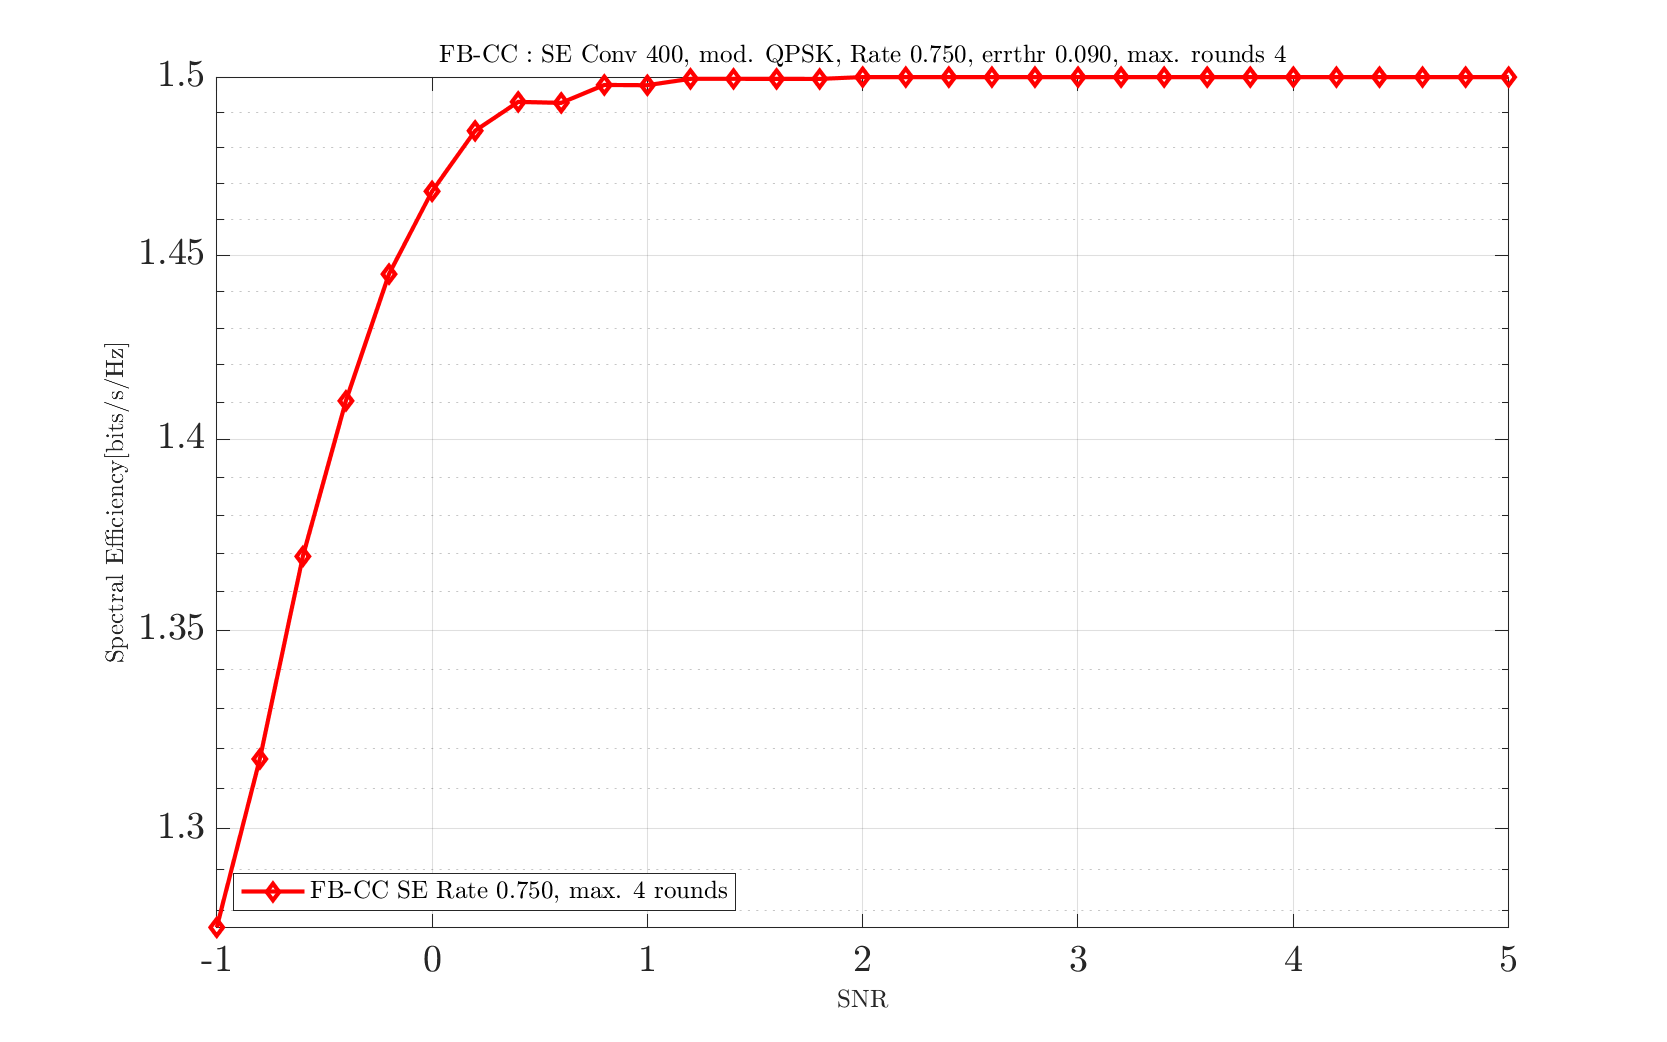 FB-CC : SE Conv 400, mod. QPSK, Rate 0.750, errthr 0.090, max. rounds 4
1.5
1.45
1.4
1.35
1.3
Spectral Efficiency[bits/s/Hz]
FB-CC SE Rate 0.750, max. 4 rounds
-1 0 1 2 3 4 5
SNR